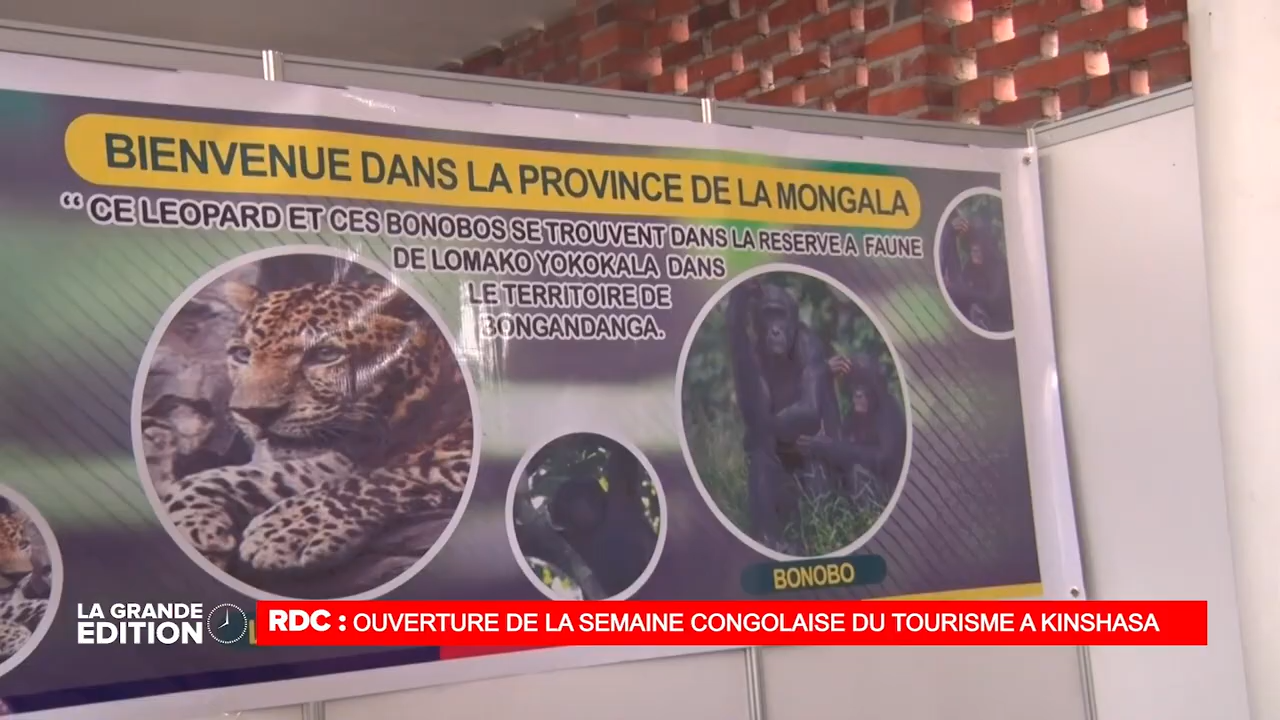 BIENVENUE DANS LA PROVINCE DE LA MONGALA
“ CE LEOPARD ET CES BONOBOS SE TROUVENT DANS LA RESERVE A FAUNE
DE LOMAKO YOKOKALA DANS
LE TERRITOIRE DE
BONGANDANGA.
BONOBO
LA GRANDE
EDITION
RDC : OUVERTURE DE LA SEMAINE CONGOLAISE DU TOURISME A KINSHASA